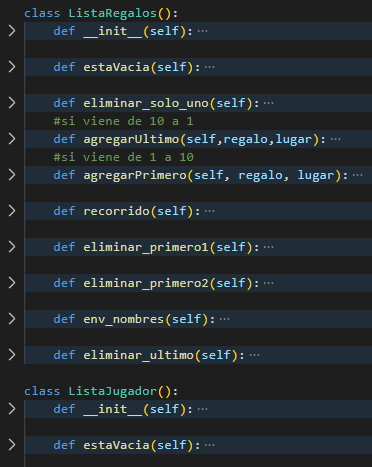 class ListaRegalos():
def __init__(self): ···
def estaVacia(self): ···
def eliminar_solo_uno(self): ···
#si viene de 10 a 1
def agregarUltimo(self,regalo,lugar): ···
#si viene de 1 a 10
def agregarPrimero(self, regalo, lugar): ···
def recorrido(self): ···
def eliminar_primero1(self): ···
def eliminar_primero2(self): ···
def env_nombres(self): ···
def eliminar_ultimo(self): ···
class ListaJugador():
def __init__(self): ···
def estaVacia(self): ···